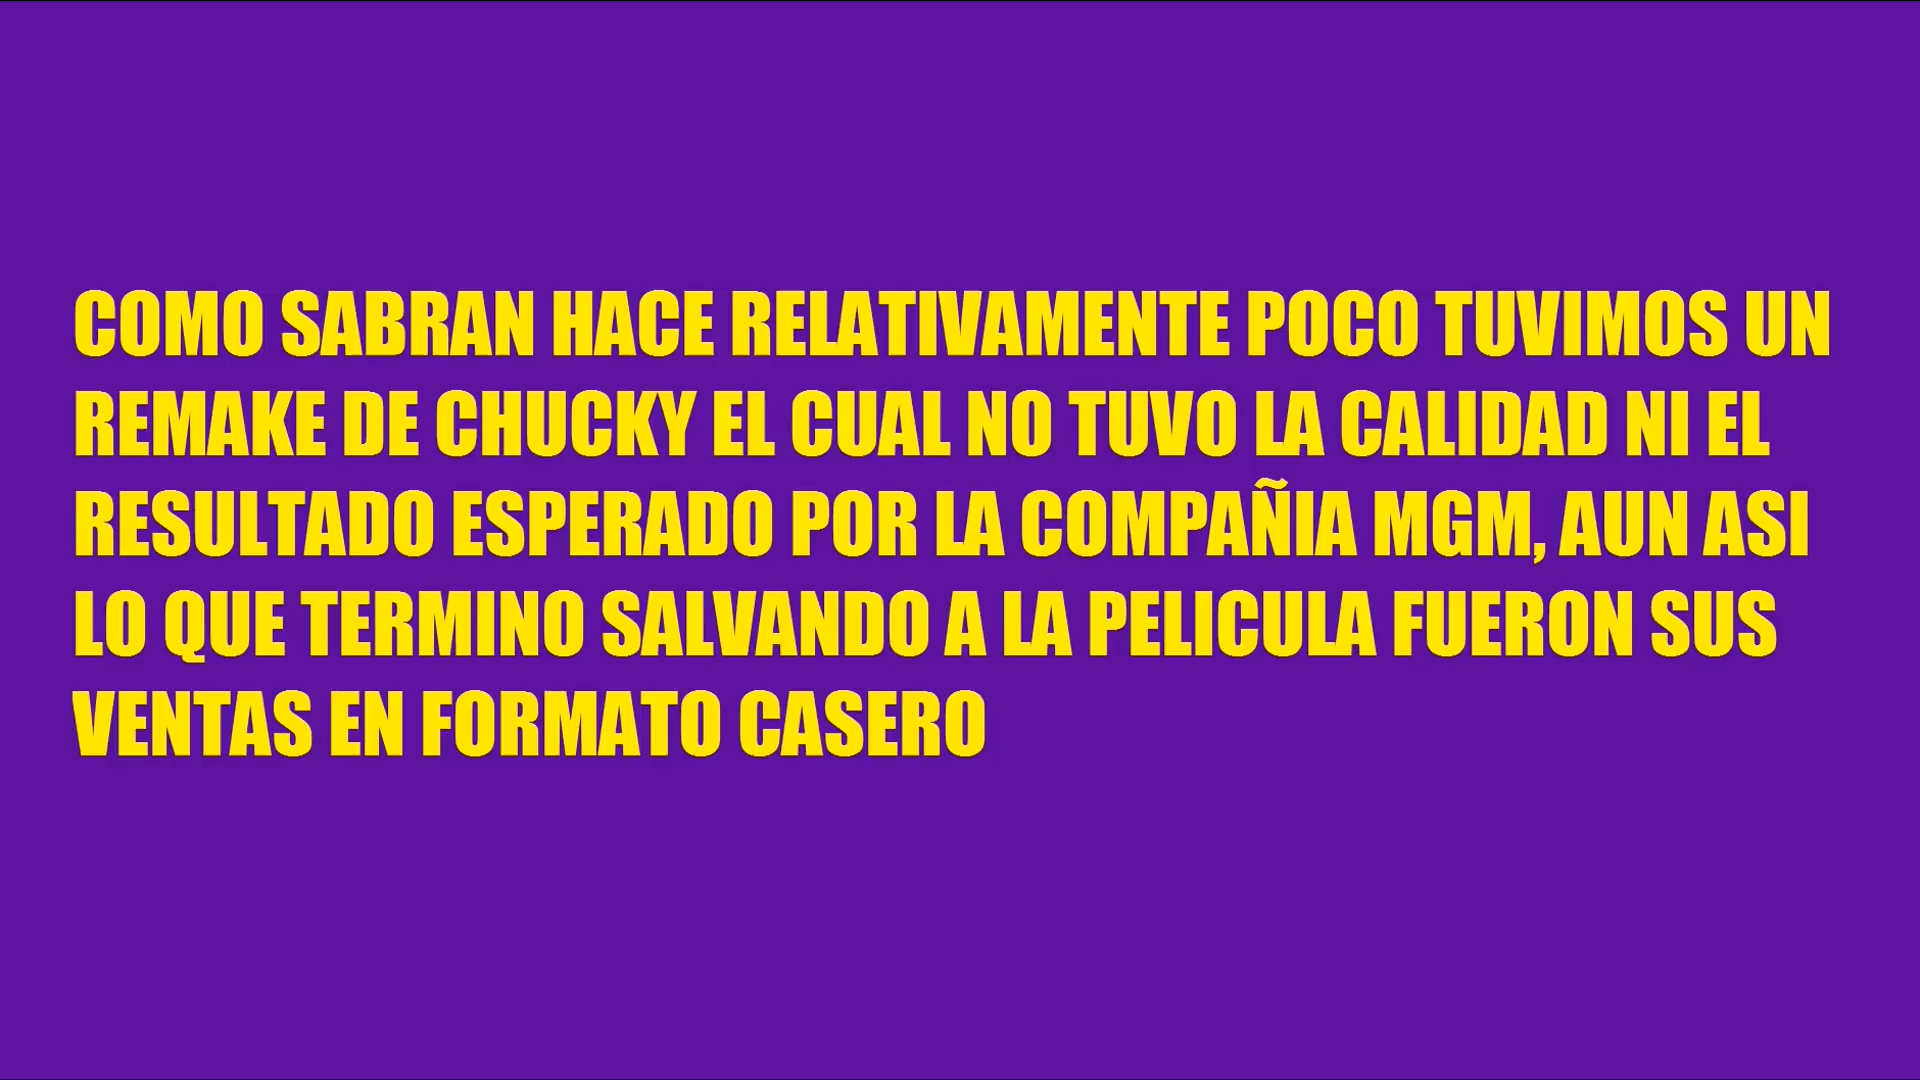 COMO SABRAN HACE RELATIVAMENTE POCO TUVIMOS UN
REMAKE DE CHUCKY EL CUAL NO TUVO LA CALIDAD NI EL
RESULTADO ESPERADO POR LA COMPAÑIA MGM, AUN ASI
LO QUE TERMINO SALVANDO A LA PELICULA FUERON SUS
VENTAS EN FORMATO CASERO